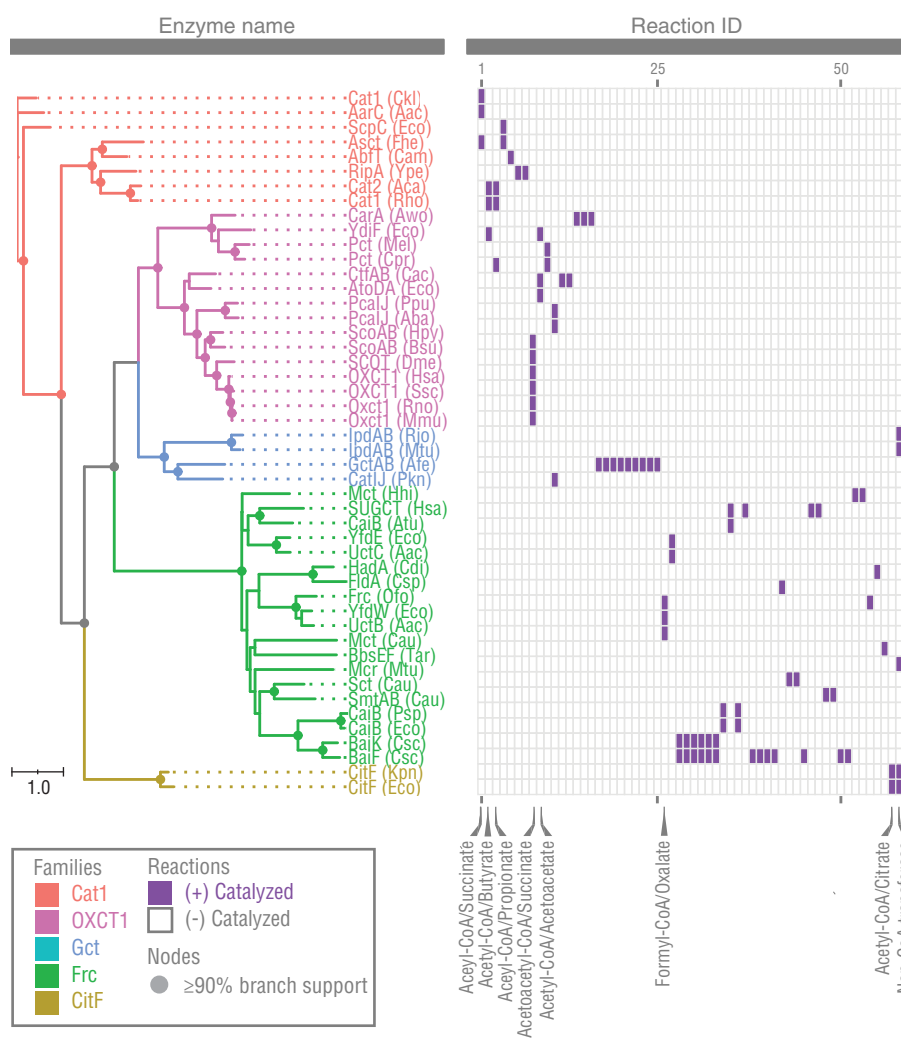 Enzyme name
Reaction ID
1
25
50
Cat1 (Ckl)
AarC (Aac)
ScpC (Eco)
Asct (Fhe)
AbfT (Cam)
RipA (Ype)
Cat2 (Aca)
Cat1 (Rho)
CarA (Awo)
YdiF (Eco)
Pct (Mel)
Pct (Cpr)
CtfAB (Cac)
AtoDA (Eco)
PcaIJ (Ppu)
PcaIJ (Aba)
ScoAB (Hpy)
ScoAB (Bsu)
SCOT (Dme)
OXCT1 (Hsa)
OXCT1 (Ssc)
Oxct1 (Rno)
Oxct1 (Mmu)
IpdAB (Rjo)
IpdAB (Mtu)
GctAB (Afe)
CatIJ (Pkn)
Mct (Hhi)
SUGCT (Hsa)
CaiB (Atu)
YfdE (Eco)
UctC (Aac)
HadA (Cdi)
FldA (Csp)
Frc (Ofo)
YfdW (Eco)
UctB (Aac)
Mct (Cau)
BbsEF (Tar)
Mcr (Mtu)
Sct (Cau)
SmtAB (Cau)
CaiB (Psp)
CaiB (Eco)
BaiK (Csc)
BaiF (Csc)
CitF (Kpn)
CitF (Eco)
1.0
Aceyl-CoA/Succinate
Acetyl-CoA/Butyrate
Aceyl-CoA/Propionate
Acetoacetyl-CoA/Succinate
Acetyl-CoA/Acetoacetate
Formyl-CoA/Oxalate
Acetyl-CoA/Citrate
Families
Cat1
OXCT1
Gct
Frc
CitF
Reactions
(+) Catalyzed
(-) Catalyzed
Nodes
≥90% branch support